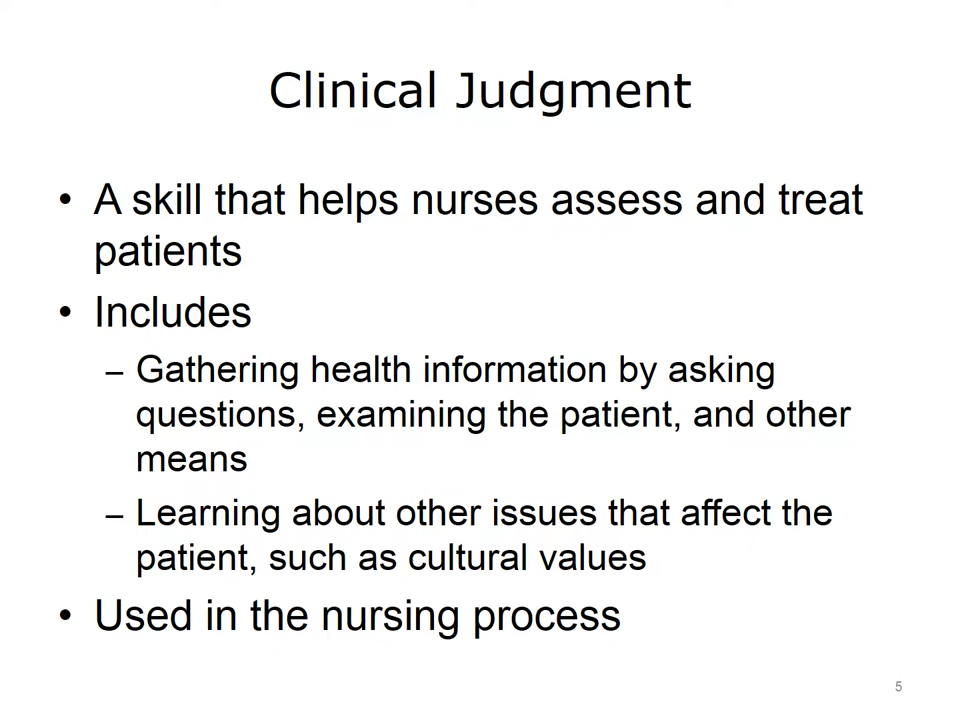 Clinical Judgment
• A skill that helps nurses assess and treat
patients
• Includes
– Gathering health information by asking
questions, examining the patient, and other
means
– Learning about other issues that affect the
patient, such as cultural values
• Used in the nursing process
5